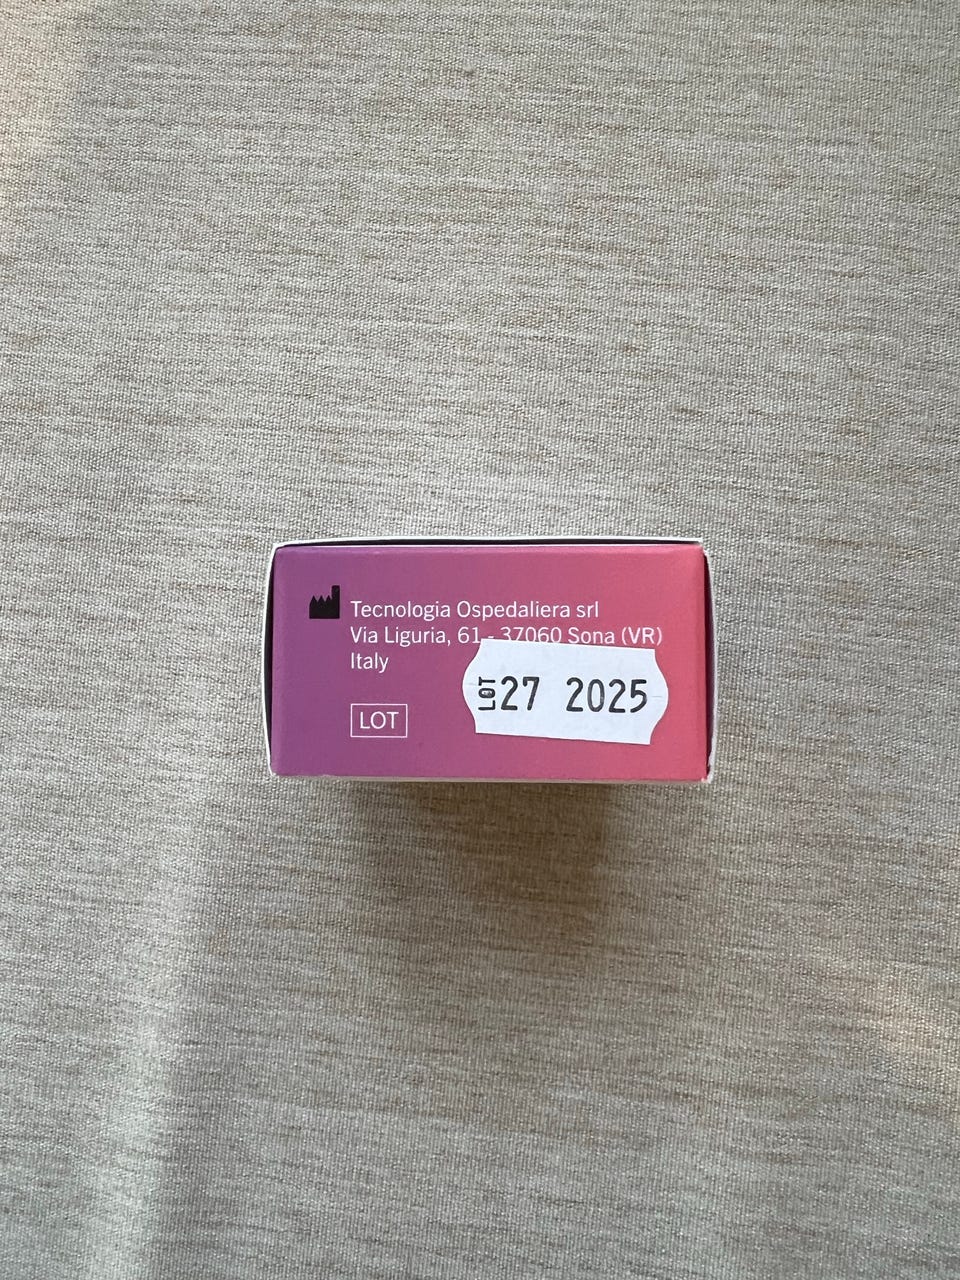 Tecnologia Ospedaliera srl
Via Liguria, 61 - 37060 Sona (VR)
Italy
LOT
LOT 27 2025